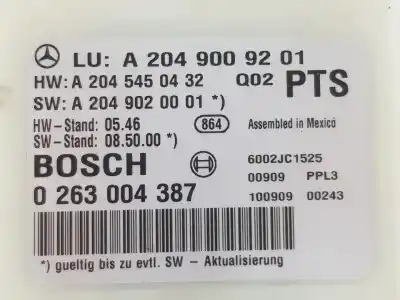 LU: A 204 900 92 01
HW: A 204 545 04 32 Q02 PTS
SW: A 204 902 00 01 *)
HW-Stand: 05.46 864 Assembled in Mexico
SW-Stand: 08.50.00 *)
BOSCH 6002JC1525
0 263 004 387 00909 PPL3
100909 00243
*) gueltig bis zu evtl. SW - Aktualisierung